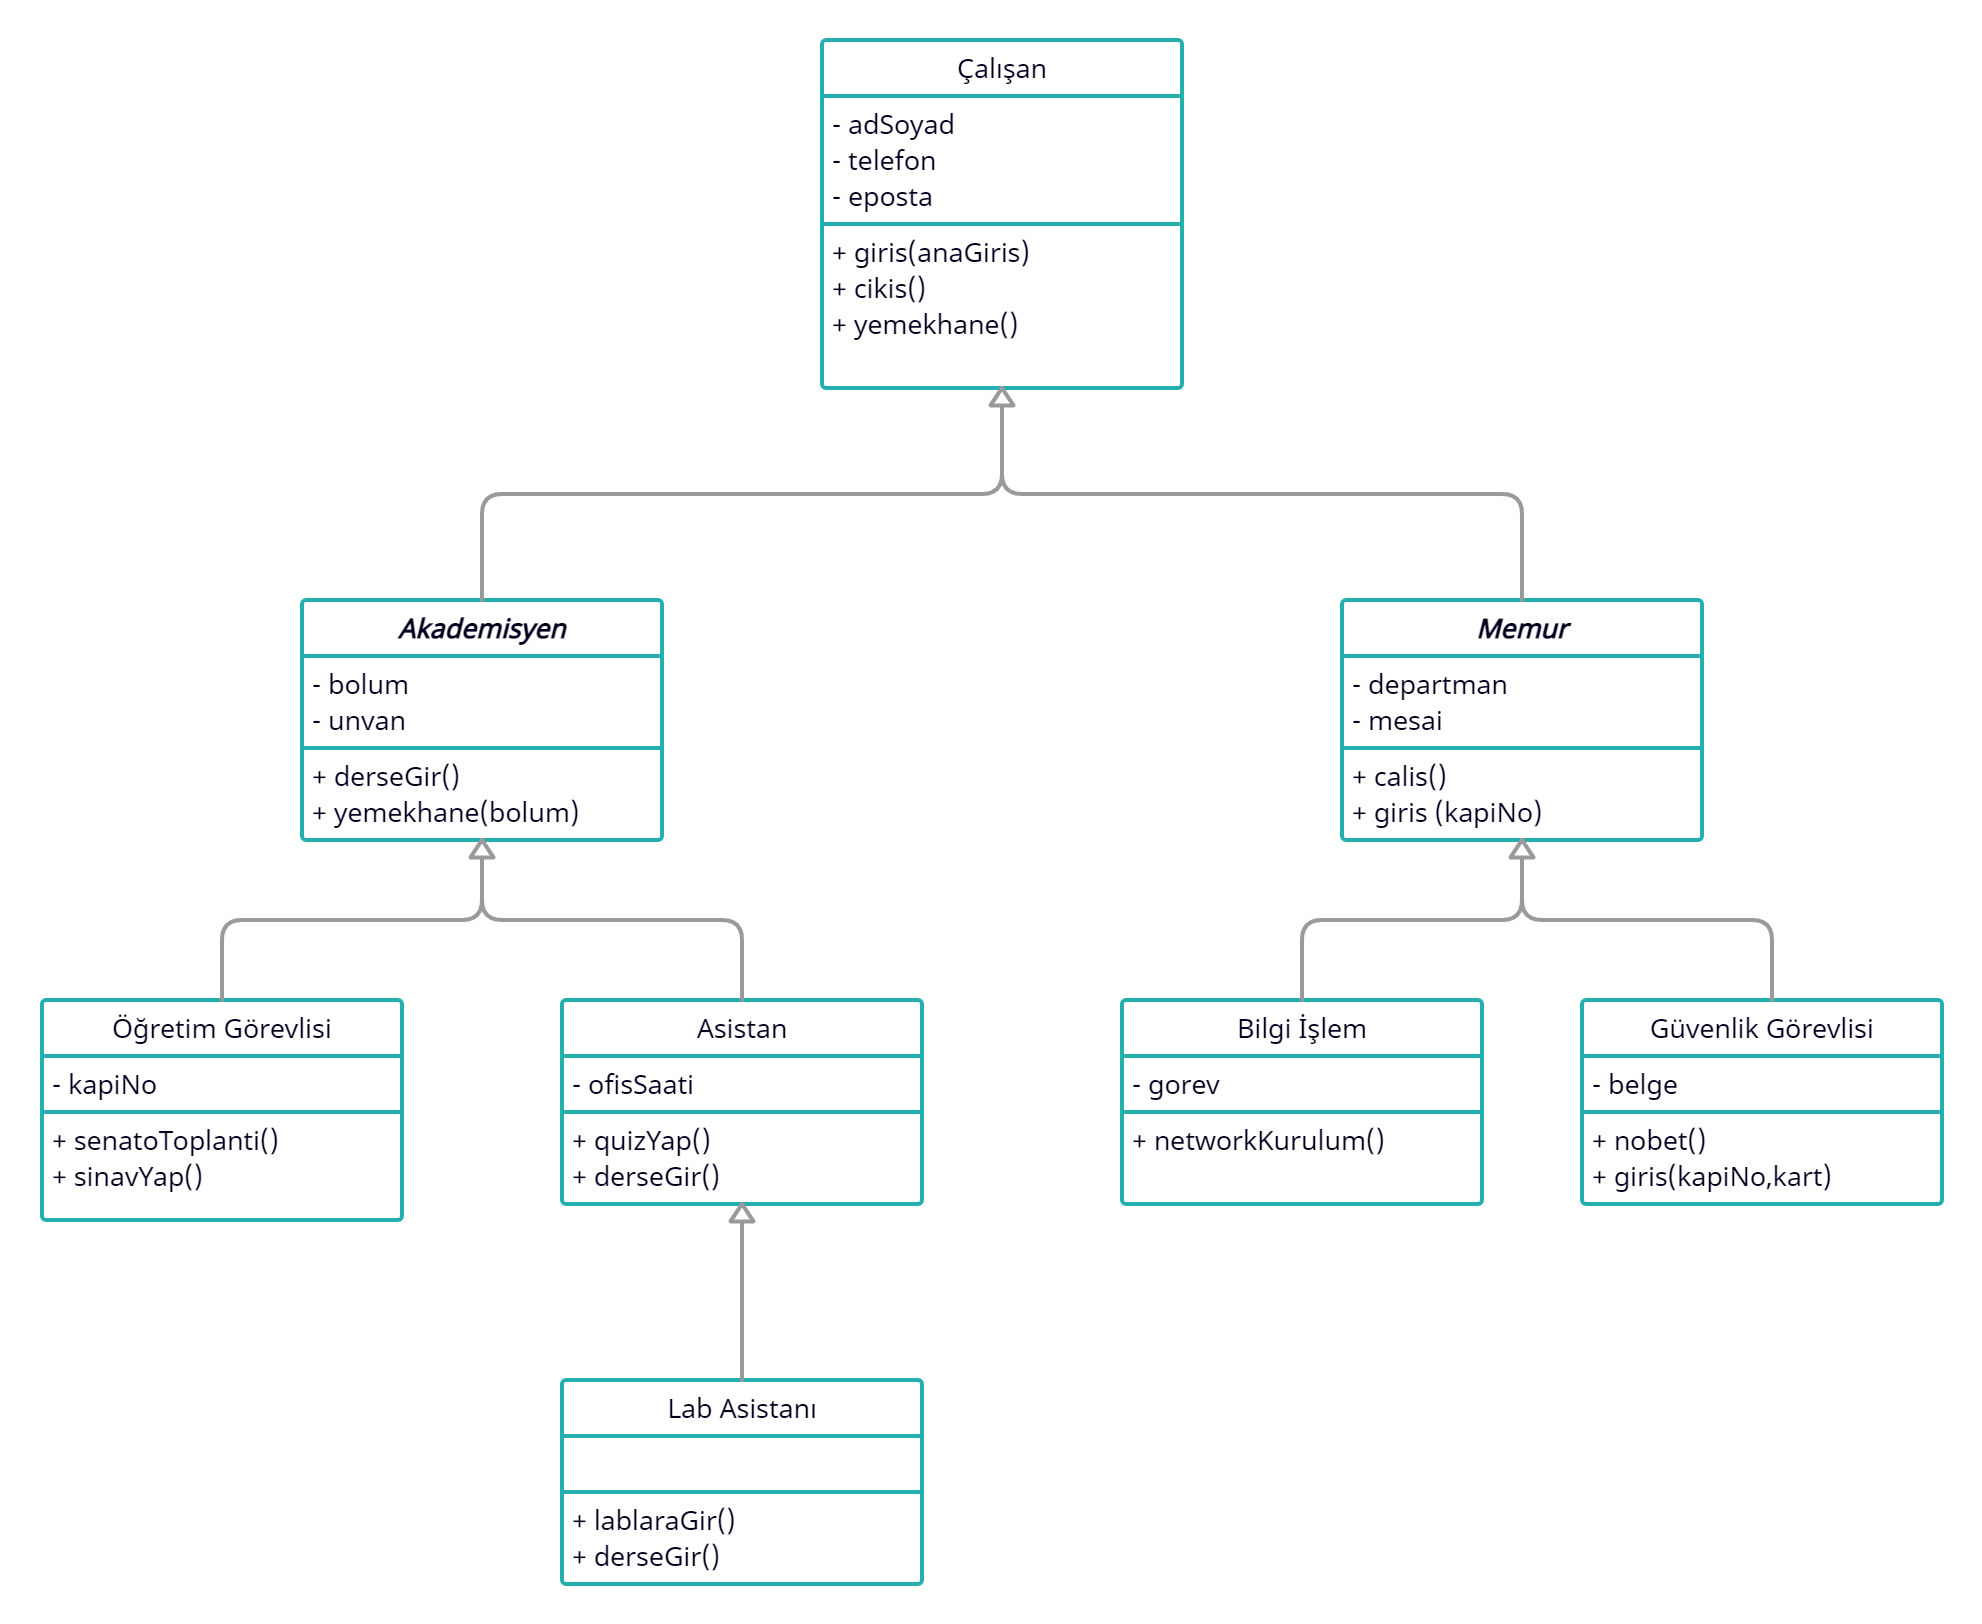 Çalışan
- adSoyad
- telefon
- eposta
+ giris(anaGiris)
+ cikis()
+ yemekhane()
Akademisyen
- bolum
- unvan
+ derseGir()
+ yemekhane(bolum)
Memur
- departman
- mesai
+ calis()
+ giris (kapiNo)
Öğretim Görevlisi
- kapiNo
+ senatoToplanti()
+ sinavYap()
Asistan
- ofisSaati
+ quizYap()
+ derseGir()
Bilgi İşlem
- gorev
+ networkKurulum()
Güvenlik Görevlisi
- belge
+ nobet()
+ giris(kapiNo,kart)
Lab Asistanı
+ lablaraGir()
+ derseGir()